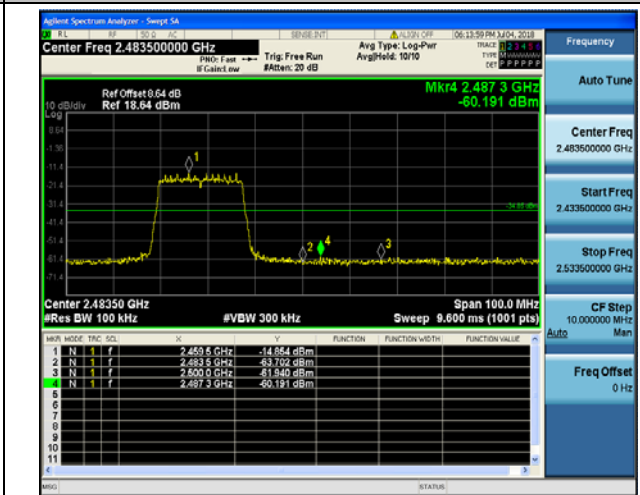 Agilent Spectrum Analyzer - Swept SA
RL RF 50 Ω AC SENSE:INT ALIGN OFF 06:13:59 PM Jul 04, 2018
Center Freq 2.483500000 GHz
PNO: Fast Trig: Free Run
IFGain:Low #Atten: 20 dB
Avg Type: Log-Pwr
Avg|Hold: 10/10
TRACE 1 2 3 4 5 6
TYPE M W W W W W
DET P P P P P P
Mkr4 2.487 3 GHz
-60.191 dBm
Ref Offset 8.64 dB
10 dB/div Ref 18.64 dBm
Log
8.64
-1.36
-11.4
-21.4
-31.4
-41.4
-51.4
-61.4
-71.4
1
2
4
3
Center 2.48350 GHz Span 100.0 MHz
#Res BW 100 kHz #VBW 300 kHz Sweep 9.600 ms (1001 pts)
MKR MODE TRC SCL X Y FUNCTION FUNCTION WIDTH FUNCTION VALUE
1 N 1 f 2.459 5 GHz -14.854 dBm
2 N 1 f 2.483 5 GHz -63.702 dBm
3 N 1 f 2.500 0 GHz -61.940 dBm
4 N 1 f 2.487 3 GHz -60.191 dBm
5
6
7
8
9
10
11
MSG STATUS
Frequency
Auto Tune
Center Freq
2.483500000 GHz
Start Freq
2.433500000 GHz
Stop Freq
2.533500000 GHz
CF Step
10.000000 MHz
Auto Man
Freq Offset
0 Hz